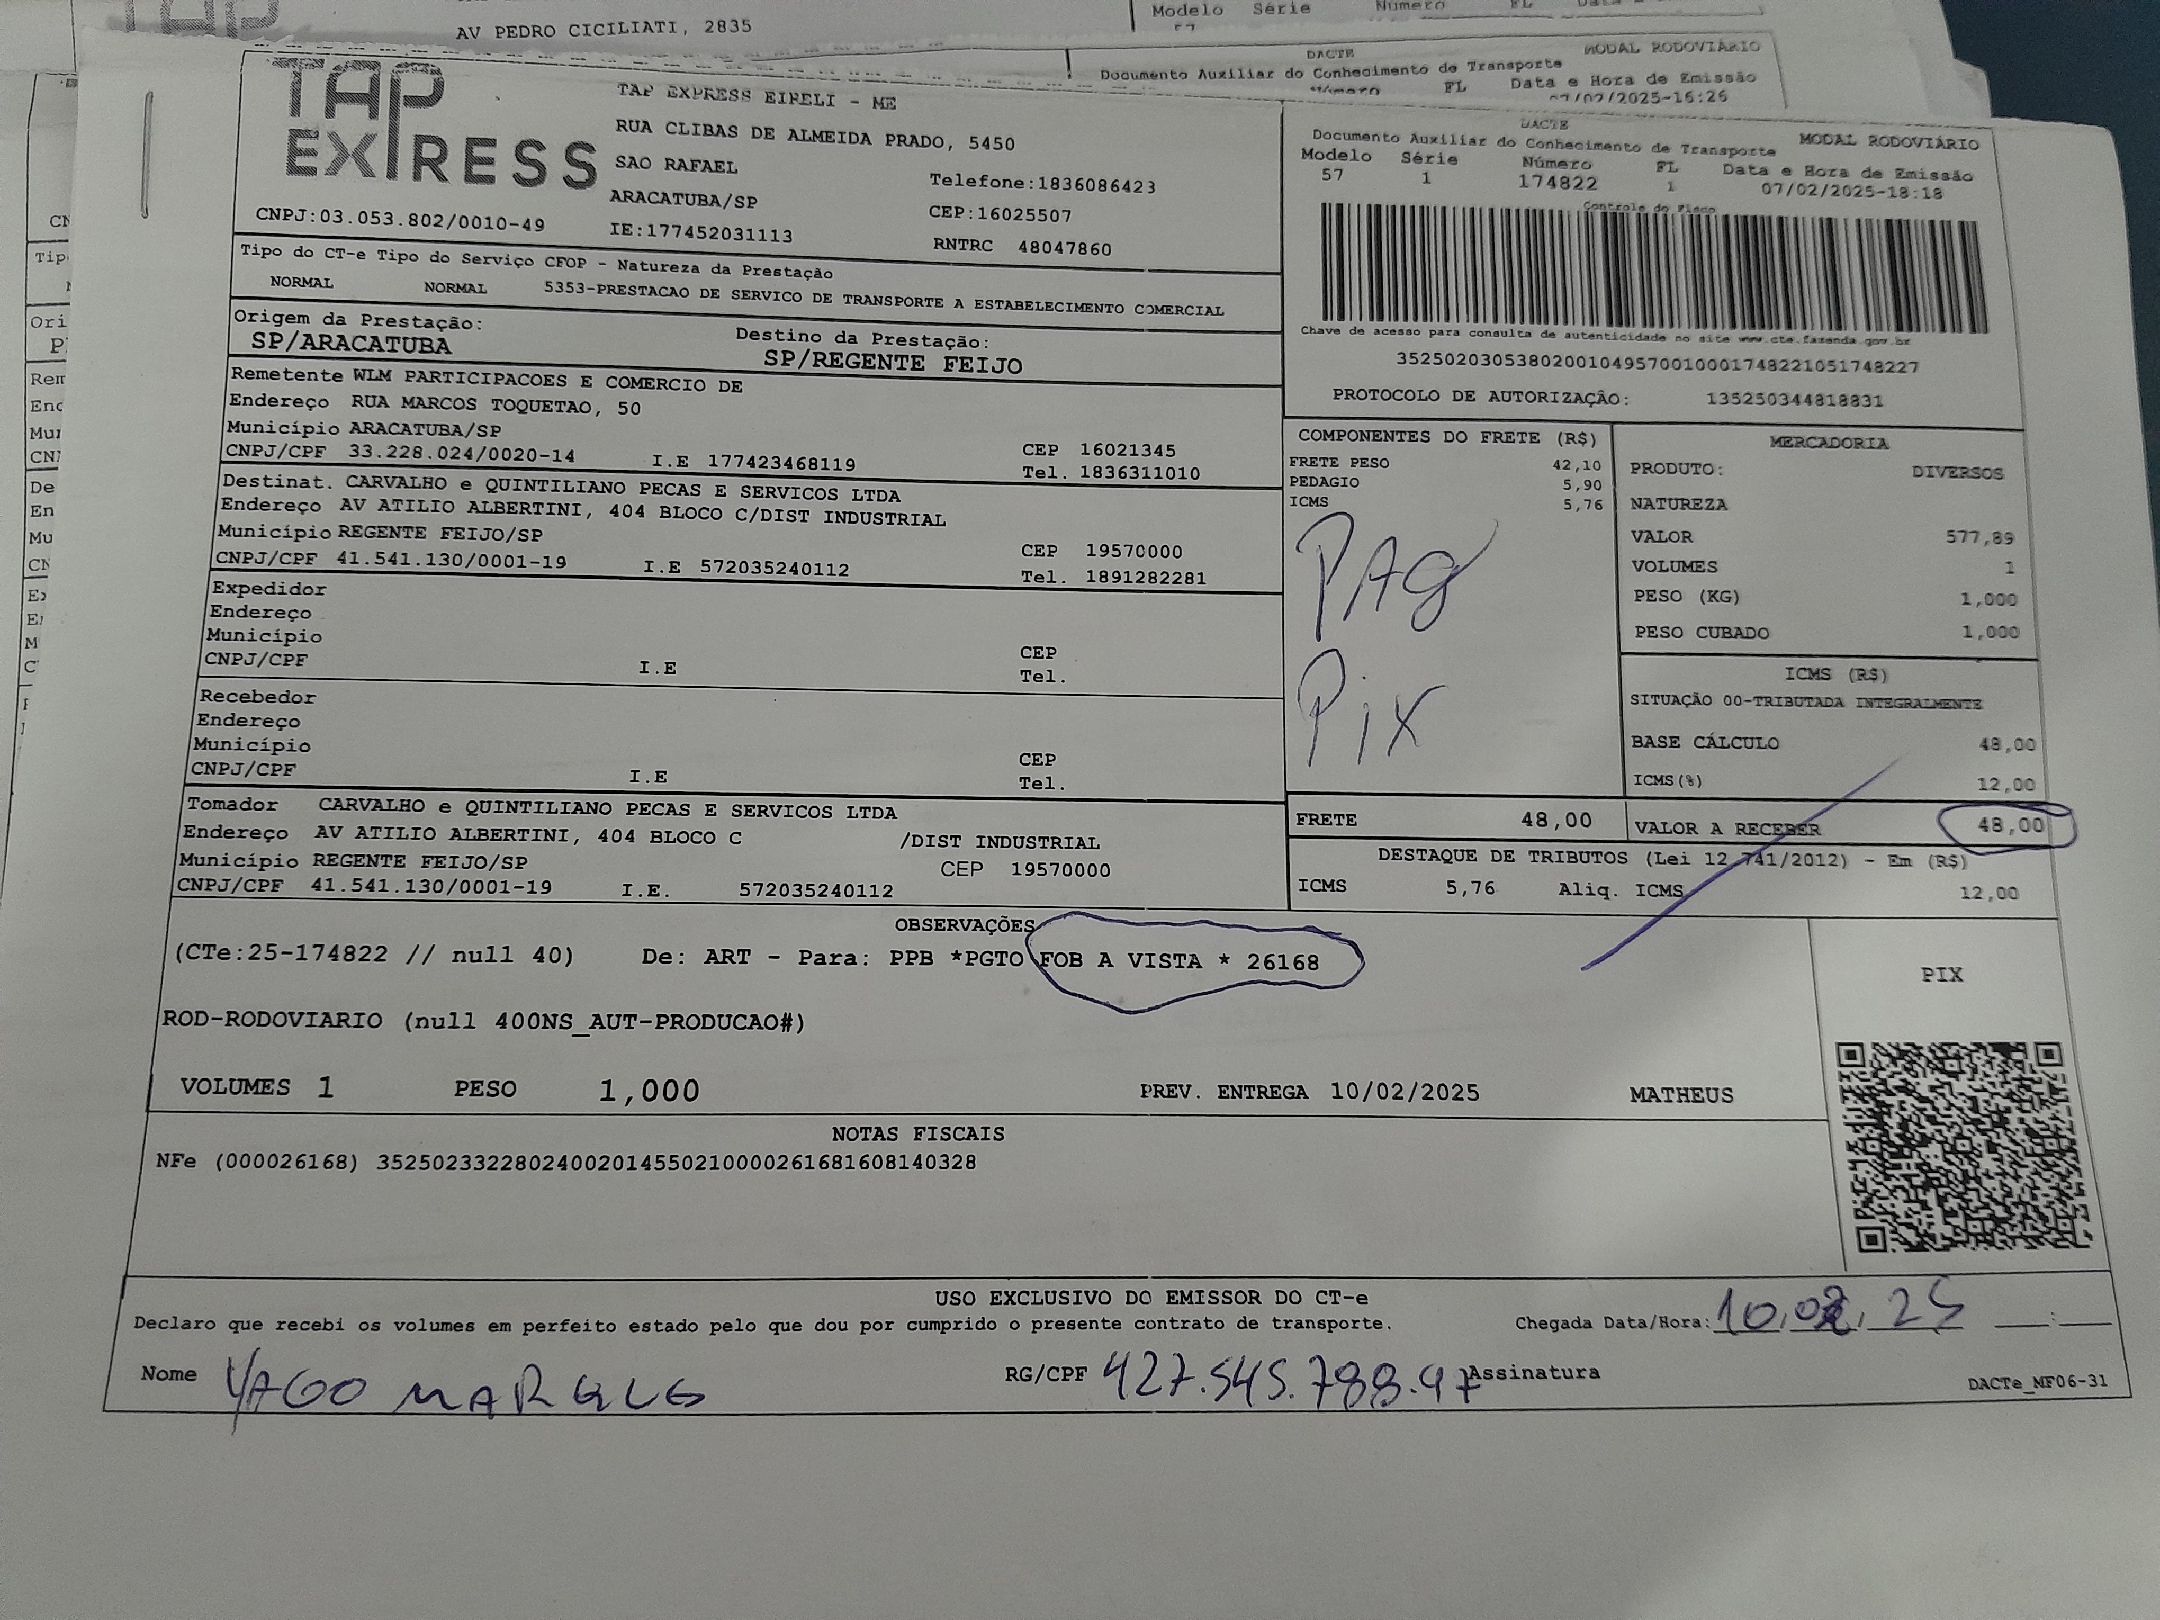 AV PEDRO CICILIATI, 2835
Modelo Série Número FL
57
DACTE MODAL RODOVIÁRIO
Documento Auxiliar do Conhecimento de Transporte
FL Data e Hora de Emissão
07/02/2025-16:26
TAP EXPRESS
TAP EXPRESS EIRELI - ME
RUA CLIBAS DE ALMEIDA PRADO, 5450
SAO RAFAEL
Telefone:1836086423
ARACATUBA/SP
CEP:16025507
CNPJ:03.053.802/0010-49
IE:177452031113
RNTRC 48047860
DACTE
Documento Auxiliar do Conhecimento de Transporte MODAL RODOVIÁRIO
Modelo Série Número FL Data e Hora de Emissão
57 1 174822 1 07/02/2025-18:18
Controle do Fisco
Chave de acesso para consulta de autenticidade no site www.cte.fazenda.gov.br
35250203053802001049570010001748221051748227
PROTOCOLO DE AUTORIZAÇÃO: 135250344818831
Tipo do CT-e Tipo do Serviço CFOP - Natureza da Prestação
NORMAL NORMAL 5353-PRESTACAO DE SERVICO DE TRANSPORTE A ESTABELECIMENTO COMERCIAL
Origem da Prestação: Destino da Prestação:
SP/ARACATUBA SP/REGENTE FEIJO
Remetente WLM PARTICIPACOES E COMERCIO DE
Endereço RUA MARCOS TOQUETAO, 50
Município ARACATUBA/SP CEP 16021345
CNPJ/CPF 33.228.024/0020-14 I.E 177423468119 Tel. 1836311010
Destinat. CARVALHO e QUINTILIANO PECAS E SERVICOS LTDA
Endereço AV ATILIO ALBERTINI, 404 BLOCO C/DIST INDUSTRIAL
Município REGENTE FEIJO/SP CEP 19570000
CNPJ/CPF 41.541.130/0001-19 I.E 572035240112 Tel. 1891282281
Expedidor
Endereço
Município CEP
CNPJ/CPF I.E Tel.
Recebedor
Endereço
Município CEP
CNPJ/CPF I.E Tel.
Tomador CARVALHO e QUINTILIANO PECAS E SERVICOS LTDA
Endereço AV ATILIO ALBERTINI, 404 BLOCO C /DIST INDUSTRIAL
Município REGENTE FEIJO/SP CEP 19570000
CNPJ/CPF 41.541.130/0001-19 I.E. 572035240112
COMPONENTES DO FRETE (R$)
FRETE PESO 42,10
PEDAGIO 5,90
ICMS 5,76
PAG
PIX
MERCADORIA
PRODUTO: DIVERSOS
NATUREZA
VALOR 577,89
VOLUMES 1
PESO (KG) 1,000
PESO CUBADO 1,000
ICMS (R$)
SITUAÇÃO 00-TRIBUTADA INTEGRALMENTE
BASE CÁLCULO 48,00
ICMS(%) 12,00
FRETE 48,00 VALOR A RECEBER 48,00
DESTAQUE DE TRIBUTOS (Lei 12.741/2012) - Em (R$)
ICMS 5,76 Aliq. ICMS 12,00
OBSERVAÇÕES
(CTe:25-174822 // null 40) De: ART - Para: PPB *PGTO FOB A VISTA * 26168
ROD-RODOVIARIO (null 400NS_AUT-PRODUCAO#)
PIX
VOLUMES 1 PESO 1,000 PREV. ENTREGA 10/02/2025 MATHEUS
NOTAS FISCAIS
NFe (000026168) 35250233228024002014550210000261681608140328
USO EXCLUSIVO DO EMISSOR DO CT-e
Declaro que recebi os volumes em perfeito estado pelo que dou por cumprido o presente contrato de transporte. Chegada Data/Hora: 10.02.25 __:__
Nome YAGO MARQUES RG/CPF 427.545.788.97 Assinatura
DACTe_MF06-31